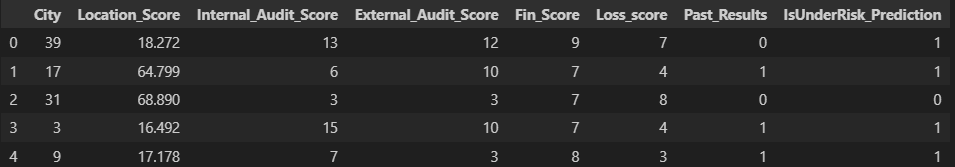 City Location_Score Internal_Audit_Score External_Audit_Score Fin_Score Loss_score Past_Results IsUnderRisk_Prediction
0 39 18.272 13 12 9 7 0 1
1 17 64.799 6 10 7 4 1 1
2 31 68.890 3 3 7 8 0 0
3 3 16.492 15 10 7 4 1 1
4 9 17.178 7 3 8 3 1 1